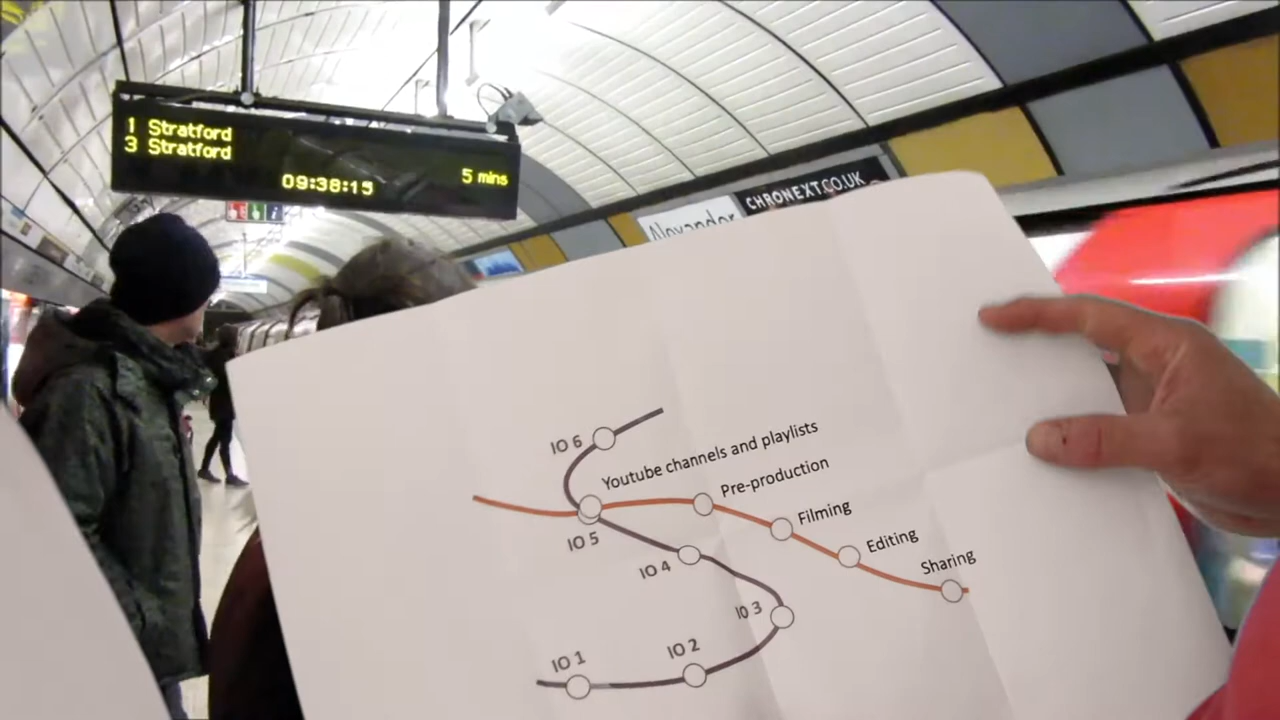 1 Stratford
3 Stratford
09:38:15 5 mins
CHRONEXT.CO.UK
Alexander
IO 6
Youtube channels and playlists
Pre-production
Filming
Editing
Sharing
IO 5
IO 4
IO 3
IO 2
IO 1